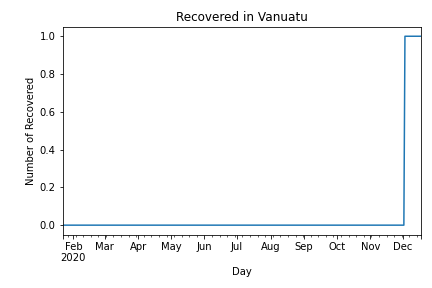 Recovered in Vanuatu
Number of Recovered
1.0
0.8
0.6
0.4
0.2
0.0
Feb Mar Apr May Jun Jul Aug Sep Oct Nov Dec
2020
Day